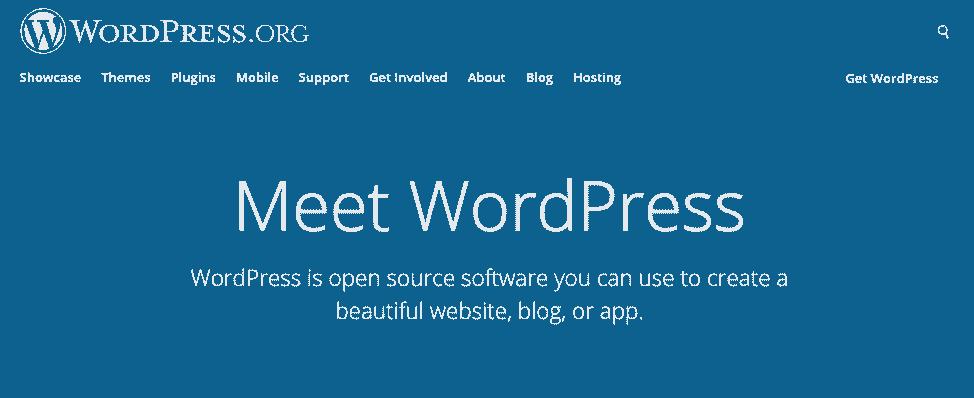 WORDPRESS.ORG
Showcase Themes Plugins Mobile Support Get Involved About Blog Hosting Get WordPress
Meet WordPress
WordPress is open source software you can use to create a
beautiful website, blog, or app.